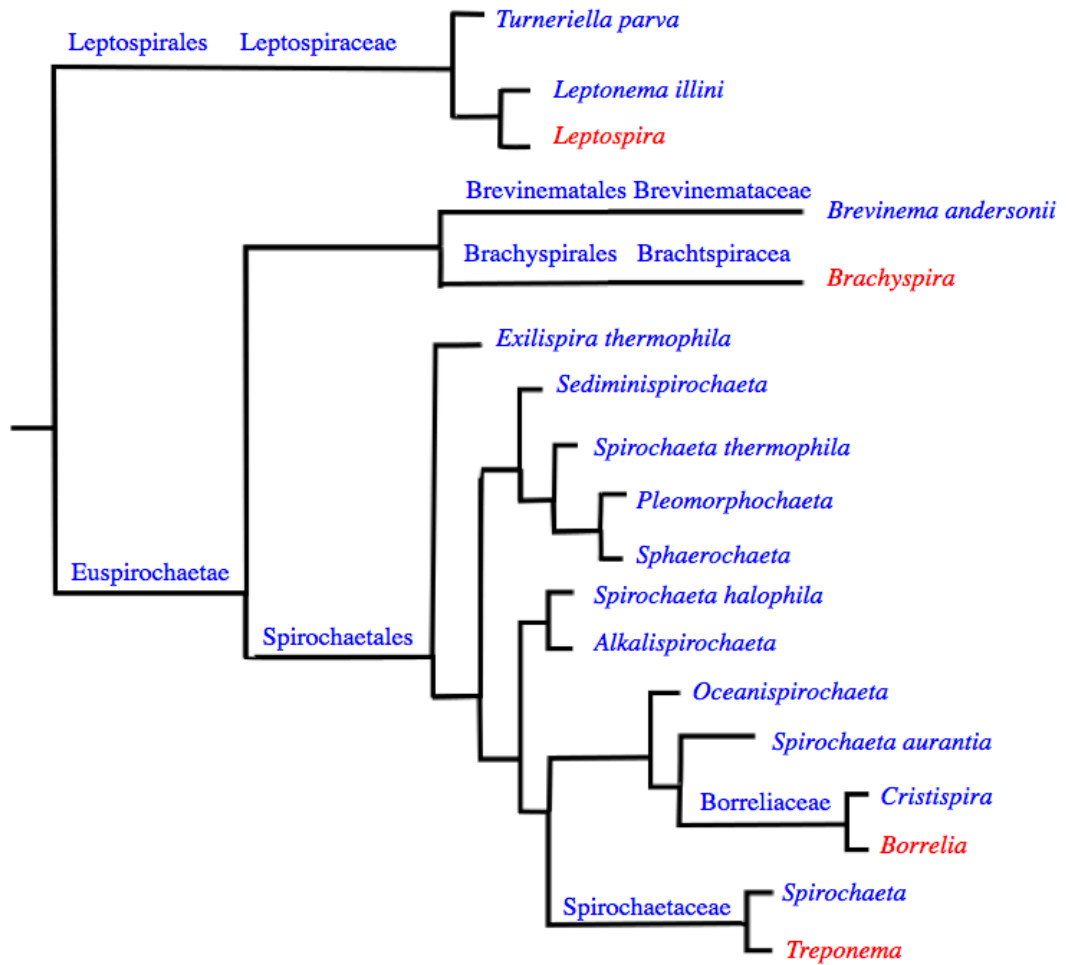 Turneriella parva
Leptospirales Leptospiraceae
Leptonema illini
Leptospira
Brevinematales Brevinemataceae
Brevinema andersonii
Brachyspirales Brachtspiracea
Brachyspira
Exilispira thermophila
Sediminispirochaeta
Spirochaeta thermophila
Pleomorphochaeta
Sphaerochaeta
Euspirochaetae
Spirochaeta halophila
Spirochaetales
Alkalispirochaeta
Oceanispirochaeta
Spirochaeta aurantia
Borreliaceae
Cristispira
Borrelia
Spirochaeta
Spirochaetaceae
Treponema